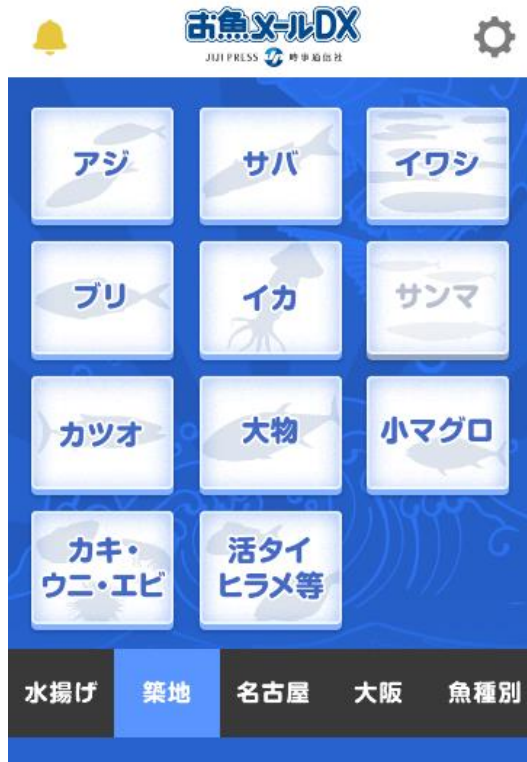 お魚メールDX
JIJI PRESS 時事通信社
アジ
サバ
イワシ
ブリ
イカ
サンマ
カツオ
大物
小マグロ
カキ・
ウニ・エビ
活タイ
ヒラメ等
水揚げ
築地
名古屋
大阪
魚種別